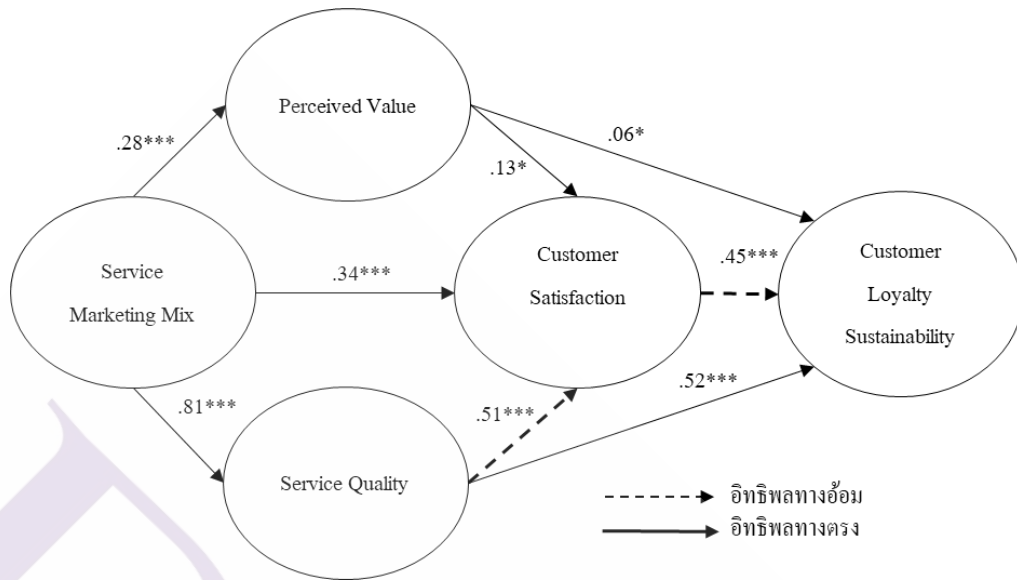 Perceived Value
.28***
.06*
.13*
Service
Marketing Mix
.34***
Customer
Satisfaction
.45***
Customer
Loyalty
Sustainability
.81***
.51***
.52***
Service Quality
อิทธิพลทางอ้อม
อิทธิพลทางตรง